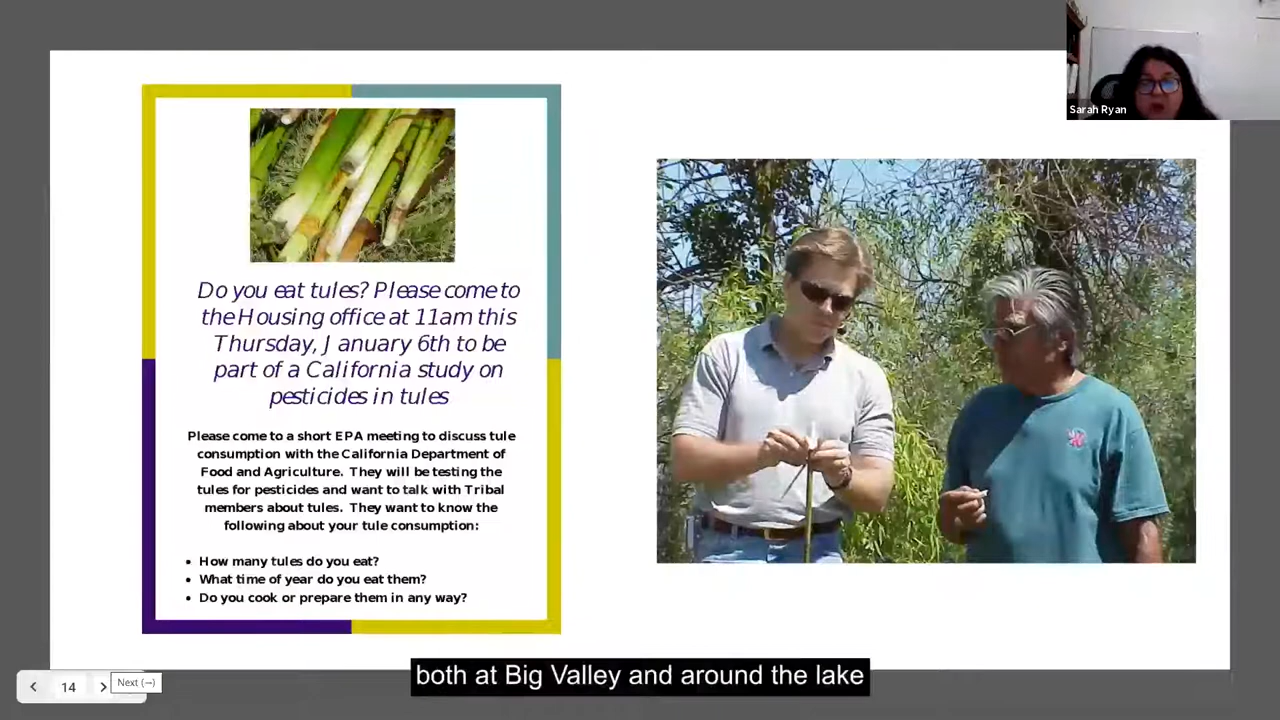 Sarah Ryan
Do you eat tules? Please come to
the Housing office at 11am this
Thursday, January 6th to be
part of a California study on
pesticides in tules
Please come to a short EPA meeting to discuss tule
consumption with the California Department of
Food and Agriculture. They will be testing the
tules for pesticides and want to talk with Tribal
members about tules. They want to know the
following about your tule consumption:
• How many tules do you eat?
• What time of year do you eat them?
• Do you cook or prepare them in any way?
both at Big Valley and around the lake
14
Next (→)